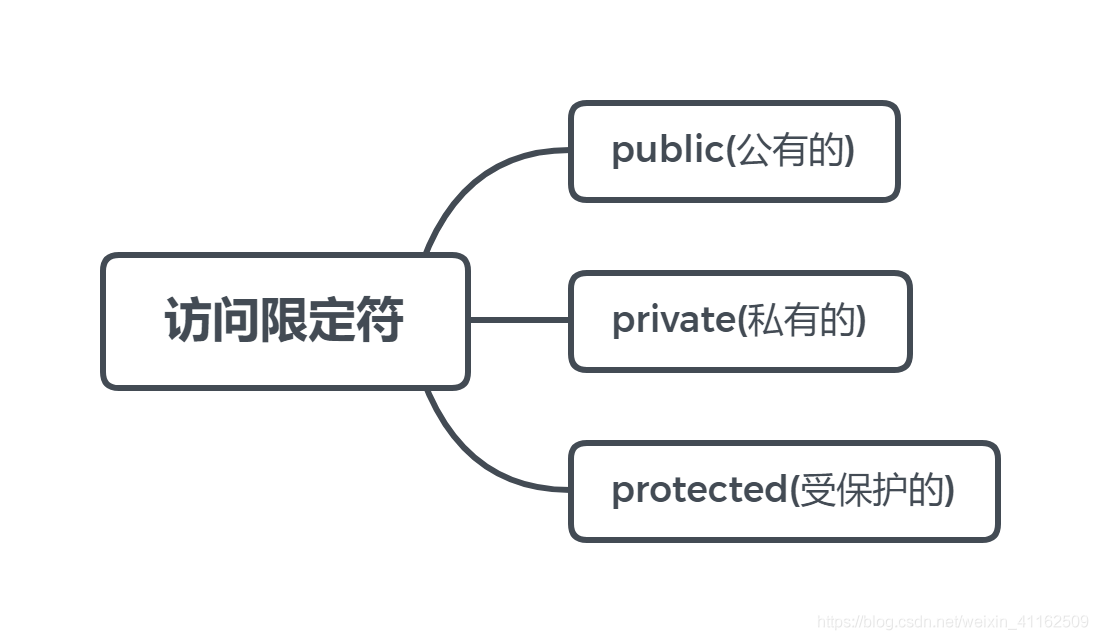 public(公有的)
访问限定符
private(私有的)
protected(受保护的)
https://blog.csdn.net/weixin_41162509